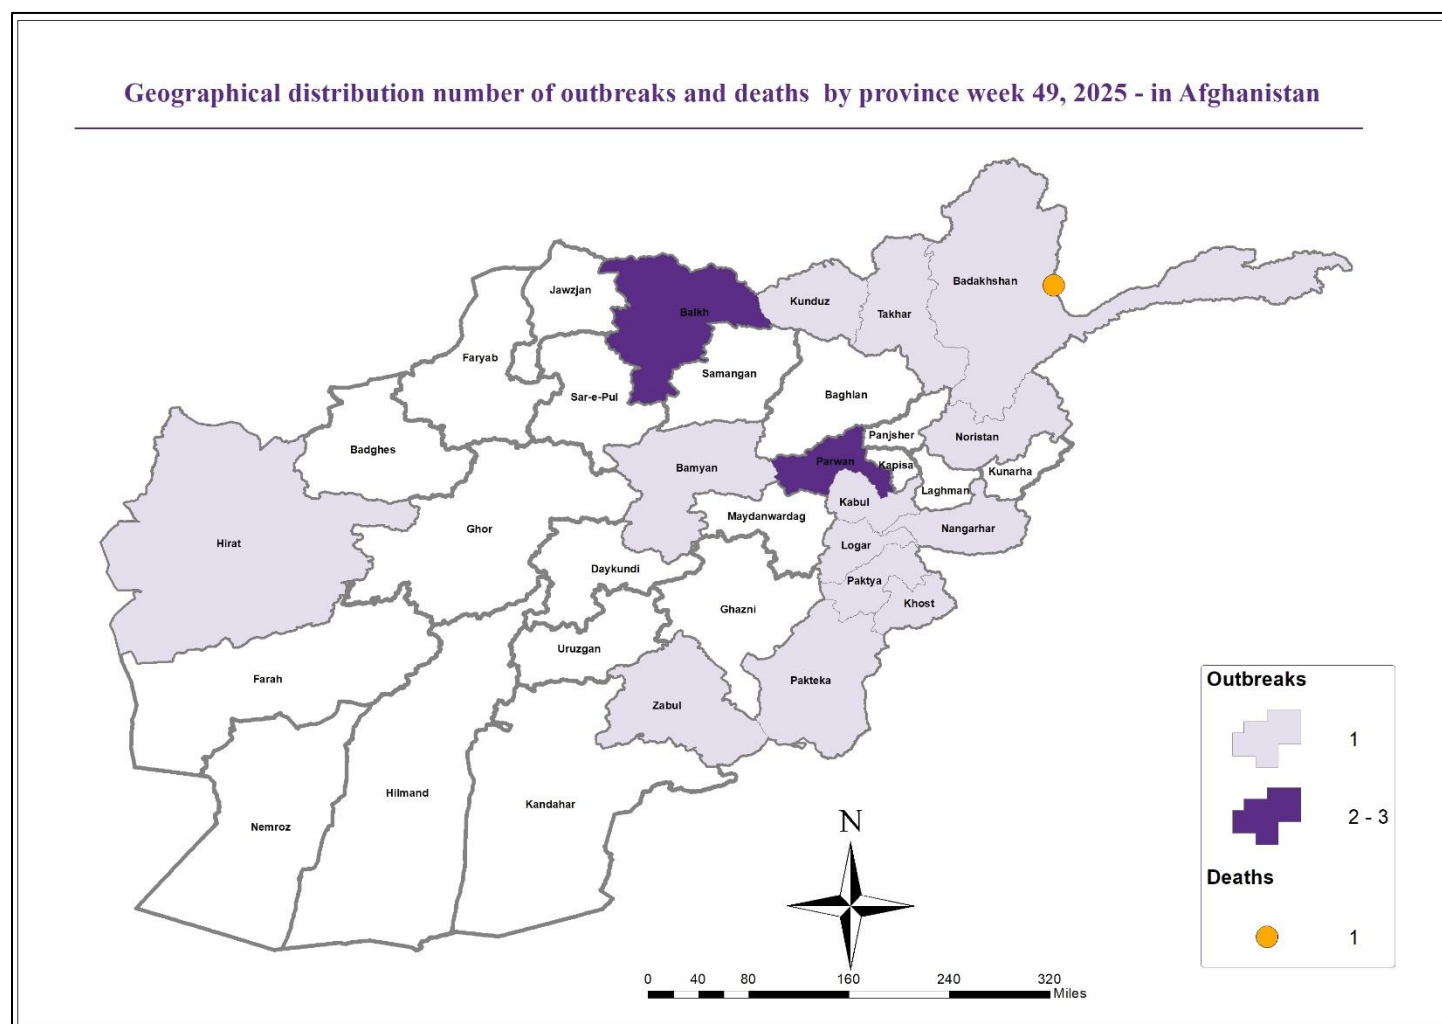 Geographical distribution number of outbreaks and deaths by province week 49, 2025 - in Afghanistan
Jawzjan
Balkh
Kunduz
Takhar
Badakhshan
Faryab
Sar-e-Pul
Samangan
Baghlan
Badghes
Bamyan
Parwan
Panjsher
Kapisa
Noristan
Kunarha
Laghman
Kabul
Nangarhar
Hirat
Ghor
Maydanwardag
Logar
Daykundi
Paktya
Khost
Ghazni
Uruzgan
Farah
Zabul
Pakteka
Hilmand
Kandahar
Nemroz
Outbreaks
1
2 - 3
Deaths
1
N
0 40 80 160 240 320
Miles